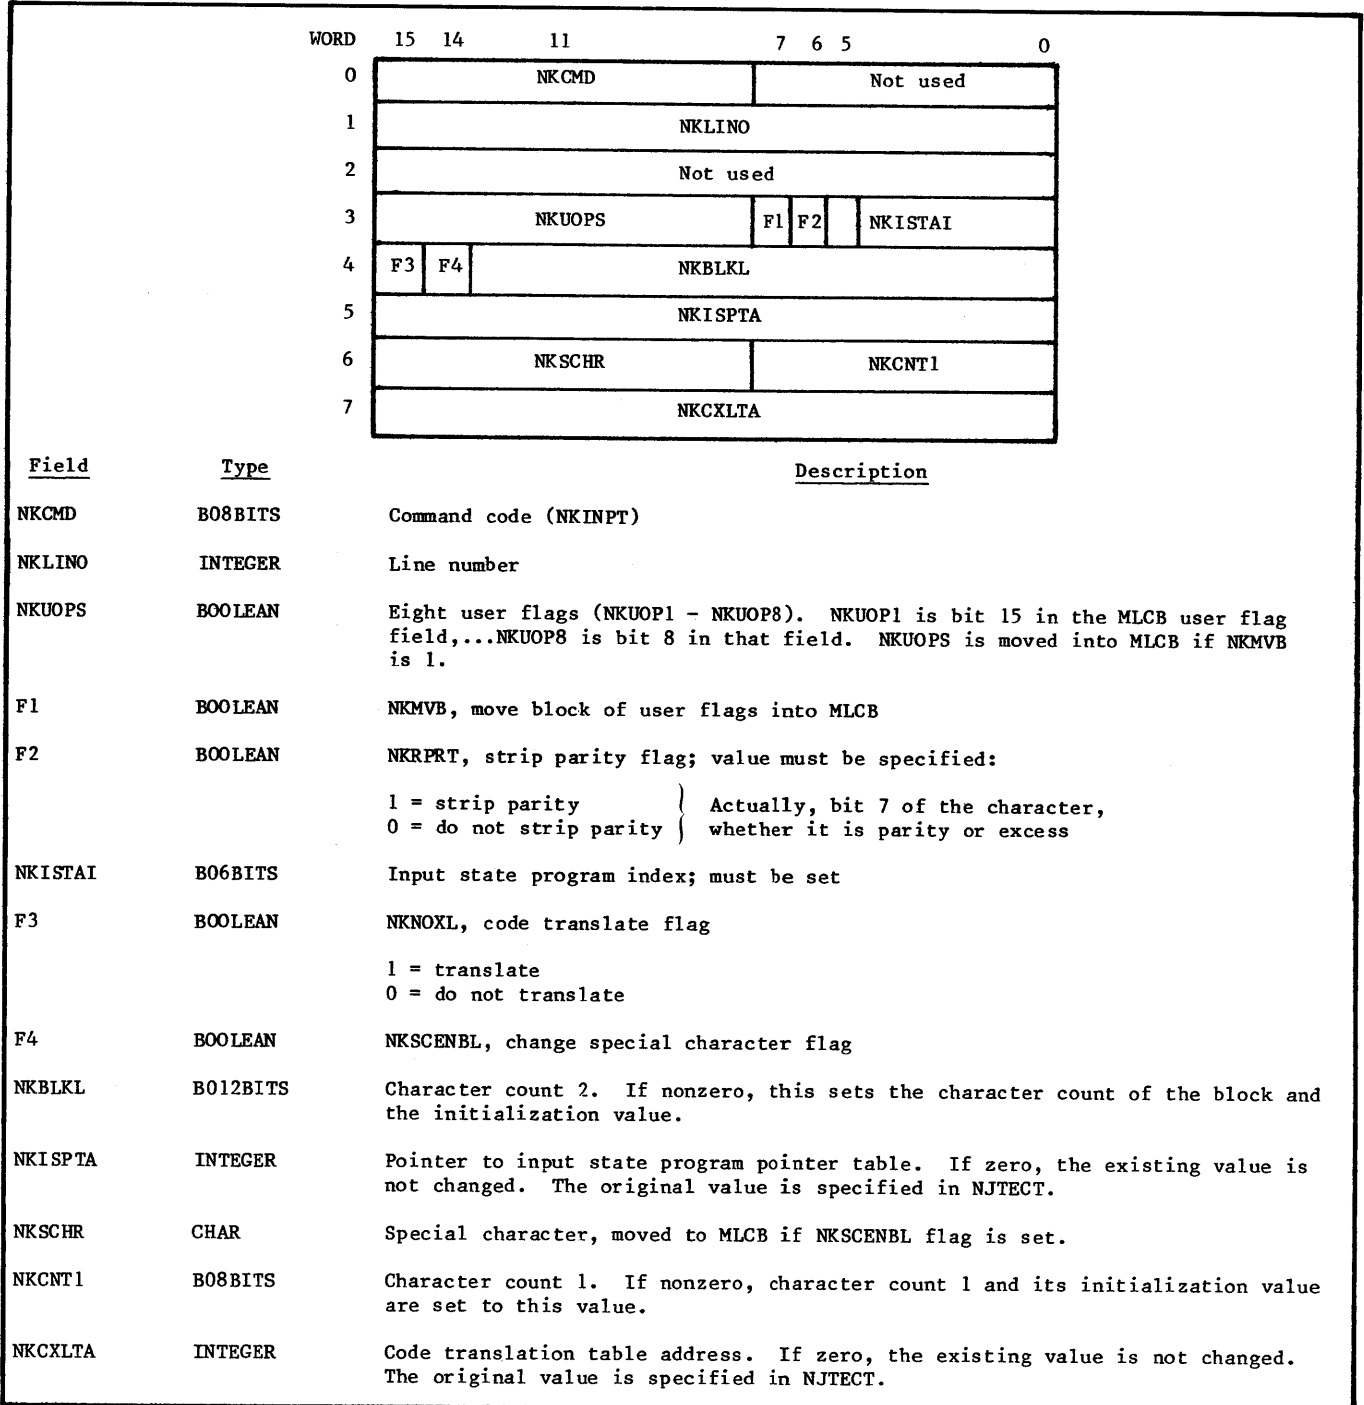 WORD 15 14 11 7 6 5 0
0 NKCMD Not used
1 NKLINO
2 Not used
3 NKUOPS F1 F2 NKISTAI
4 F3 F4 NKBLKL
5 NKISPTA
6 NKSCHR NKCNT1
7 NKCXLTA
Field Type Description
NKCMD B08BITS Command code (NKINPT)
NKLINO INTEGER Line number
NKUOPS BOOLEAN Eight user flags (NKUOP1 - NKUOP8). NKUOP1 is bit 15 in the MLCB user flag
field,...NKUOP8 is bit 8 in that field. NKUOPS is moved into MLCB if NKMVB
is 1.
F1 BOOLEAN NKMVB, move block of user flags into MLCB
F2 BOOLEAN NKRPRT, strip parity flag; value must be specified:
1 = strip parity Actually, bit 7 of the character,
0 = do not strip parity whether it is parity or excess
NKISTAI B06BITS Input state program index; must be set
F3 BOOLEAN NKNOXL, code translate flag
1 = translate
0 = do not translate
F4 BOOLEAN NKSCENBL, change special character flag
NKBLKL B012BITS Character count 2. If nonzero, this sets the character count of the block and
the initialization value.
NKISPTA INTEGER Pointer to input state program pointer table. If zero, the existing value is
not changed. The original value is specified in NJTECT.
NKSCHR CHAR Special character, moved to MLCB if NKSCENBL flag is set.
NKCNT1 B08BITS Character count 1. If nonzero, character count 1 and its initialization value
are set to this value.
NKCXLTA INTEGER Code translation table address. If zero, the existing value is not changed.
The original value is specified in NJTECT.